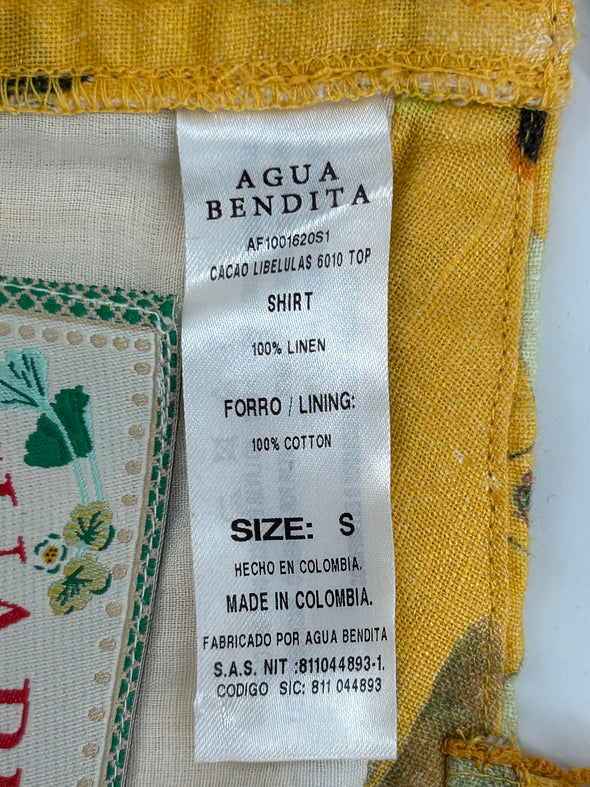 AGUA
BENDITA
AF1001620S1
CACAO LIBELULAS 6010 TOP
SHIRT
100% LINEN
FORRO / LINING:
100% COTTON
SIZE: S
HECHO EN COLOMBIA.
MADE IN COLOMBIA.
FABRICADO POR AGUA BENDITA
S.A.S. NIT :811044893-1.
CODIGO SIC: 811 044893